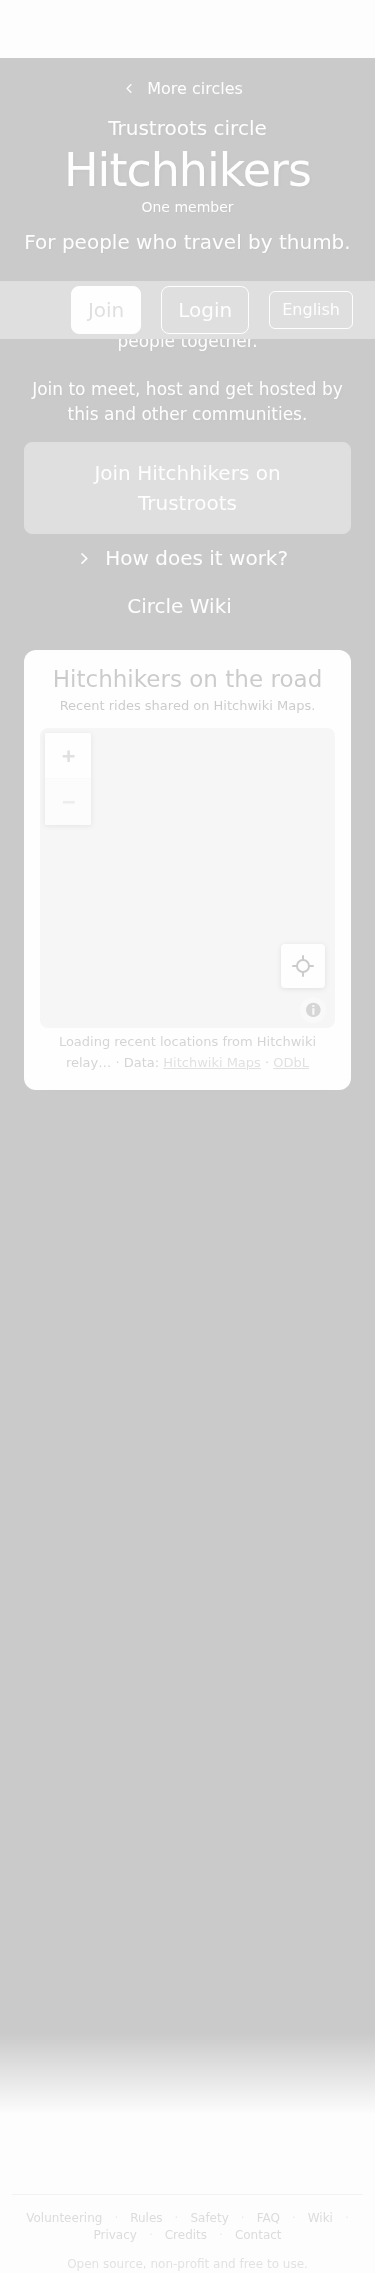 More circles
Trustroots circle
Hitchhikers
One member
For people who travel by thumb.
Join Login English
people together.
Join to meet, host and get hosted by
this and other communities.
Join Hitchhikers on
Trustroots
How does it work?
Circle Wiki
Hitchhikers on the road
Recent rides shared on Hitchwiki Maps.
+
−
Loading recent locations from Hitchwiki
relay… · Data: Hitchwiki Maps · ODbL
Volunteering · Rules · Safety · FAQ · Wiki ·
Privacy · Credits · Contact
Open source, non-profit and free to use.